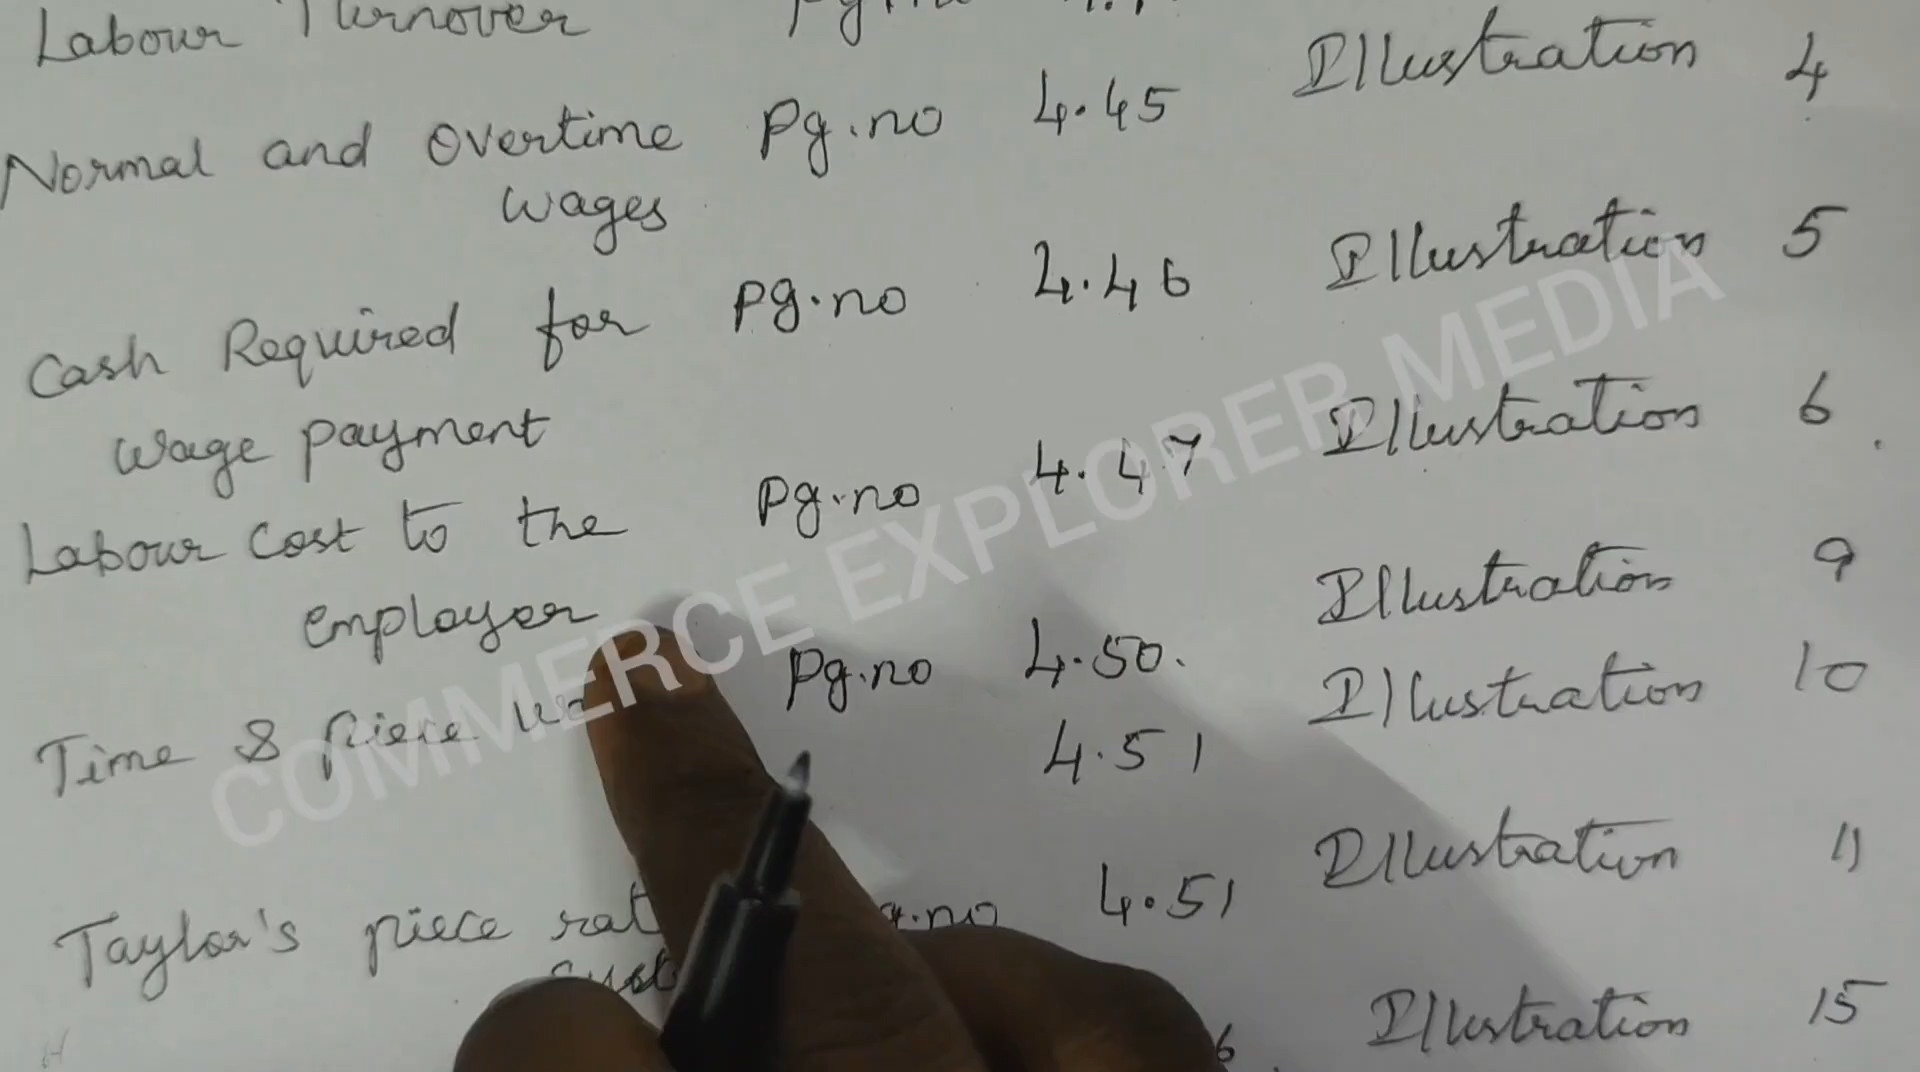 Labour Turnover Pg.no
Normal and overtime Pg.no 4.45 Illustration 4
wages
Cash Required for Pg.no 4.46 Illustration 5
wage payment
Labour cost to the Pg.no 4.47 Illustration 6
employer
Time & piece Pg.no 4.50. Illustration 9
4.51 Illustration 10
Taylor's piece 4.51 Illustration 11
6 Illustration 15
COMMERCE EXPLORER MEDIA